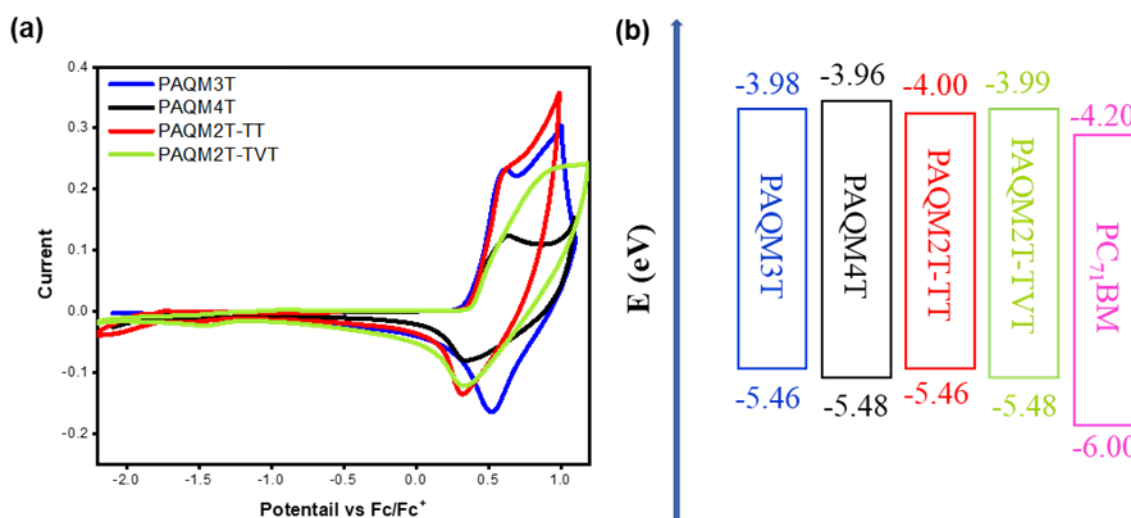 (a)
0.4
0.3
0.2
0.1
0.0
-0.1
-0.2
Current
PAQM3T
PAQM4T
PAQM2T-TT
PAQM2T-TVT
-2.0
-1.5
-1.0
-0.5
0.0
0.5
1.0
Potentail vs Fc/Fc⁺
(b)
E (eV)
-3.98
-3.96
-4.00
-3.99
-4.20
PAQM3T
PAQM4T
PAQM2T-TT
PAQM2T-TVT
PC₇₁BM
-5.46
-5.48
-5.46
-5.48
-6.00